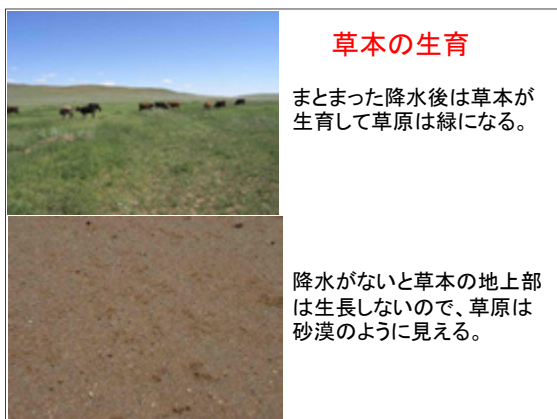 草本の生育
まとまった降水後は草本が
生育して草原は緑になる。
降水がないと草本の地上部
は生長しないので、草原は
砂漠のように見える。